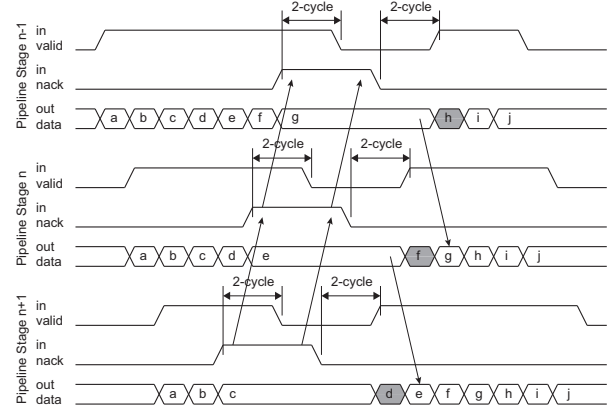 Pipeline Stage n-1
in valid
2-cycle 2-cycle
in nack
out data a b c d e f g h i j
Pipeline Stage n
in valid
2-cycle 2-cycle
in nack
out data a b c d e f g h i j
Pipeline Stage n+1
in valid
2-cycle 2-cycle
in nack
out data a b c d e f g h i j